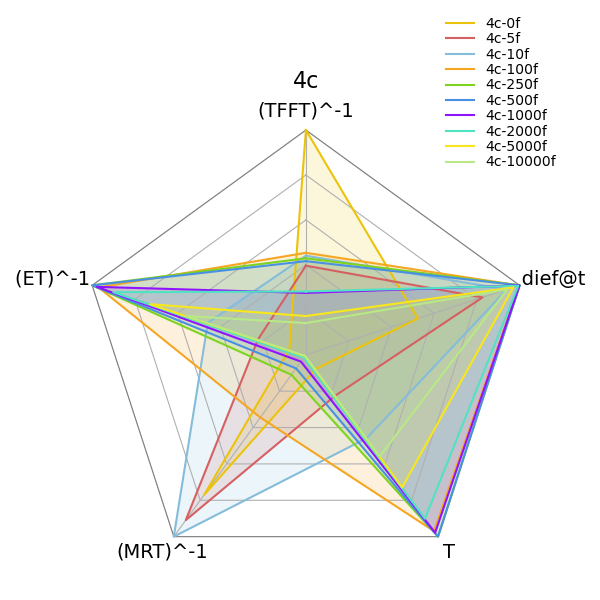 4c-0f
4c-5f
4c-10f
4c-100f
4c-250f
4c-500f
4c-1000f
4c-2000f
4c-5000f
4c-10000f
4c
(TFFT)^-1
(ET)^-1
dief@t
(MRT)^-1
T